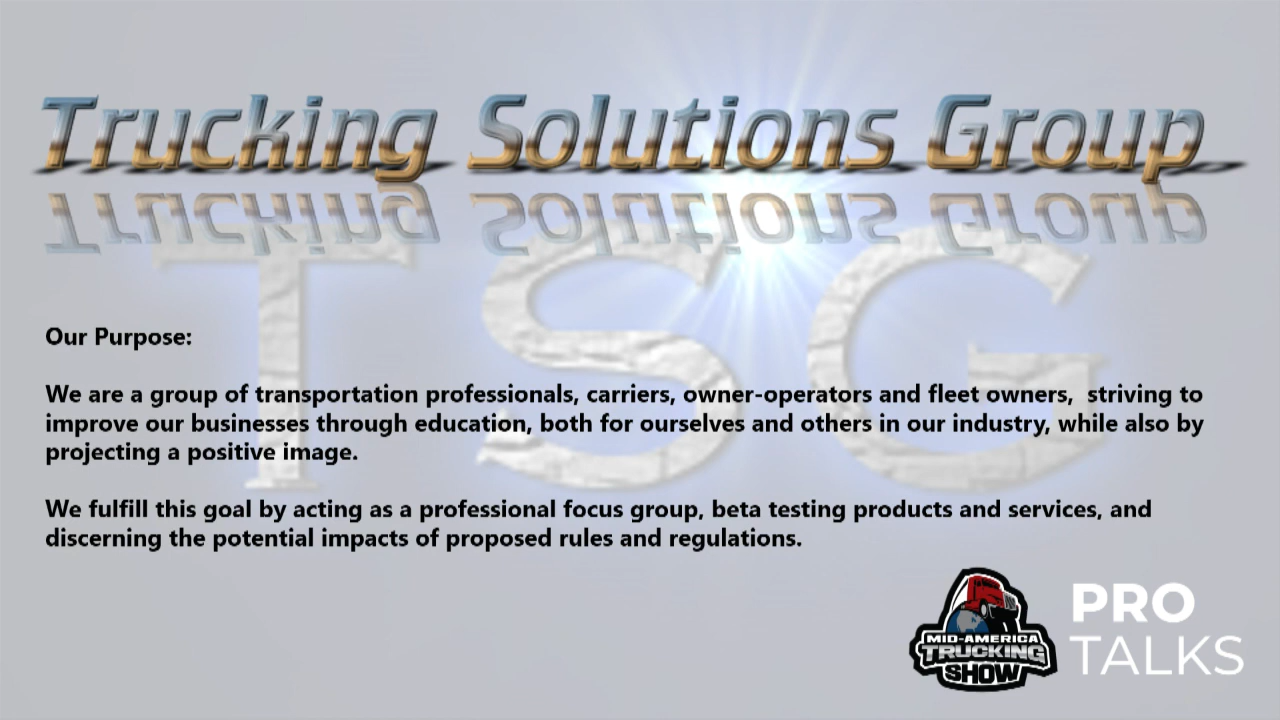 Trucking Solutions Group
Trucking Solutions Group
TSG
Our Purpose:
We are a group of transportation professionals, carriers, owner-operators and fleet owners,  striving to
improve our businesses through education, both for ourselves and others in our industry, while also by
projecting a positive image.
We fulfill this goal by acting as a professional focus group, beta testing products and services, and
discerning the potential impacts of proposed rules and regulations.
MID-AMERICA
TRUCKING
SHOW
PRO
TALKS